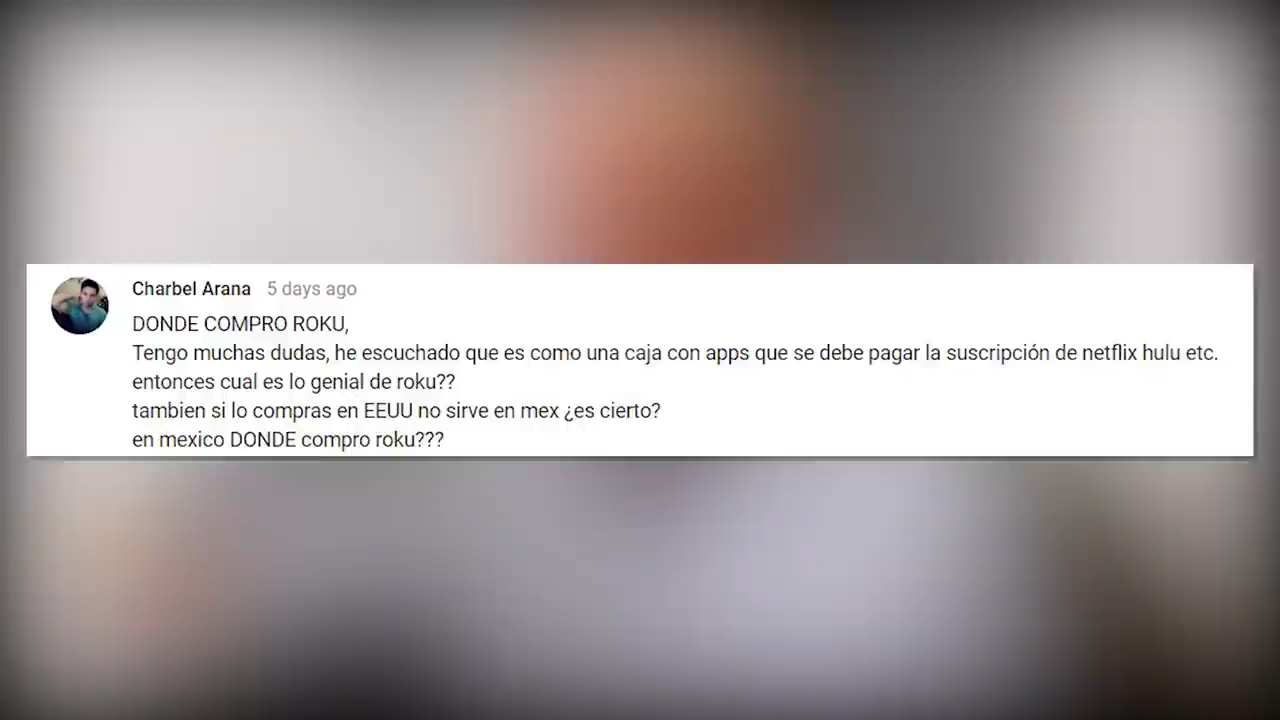 Charbel Arana 5 days ago
DONDE COMPRO ROKU,
Tengo muchas dudas, he escuchado que es como una caja con apps que se debe pagar la suscripción de netflix hulu etc.
entonces cual es lo genial de roku??
tambien si lo compras en EEUU no sirve en mex ¿es cierto?
en mexico DONDE compro roku???